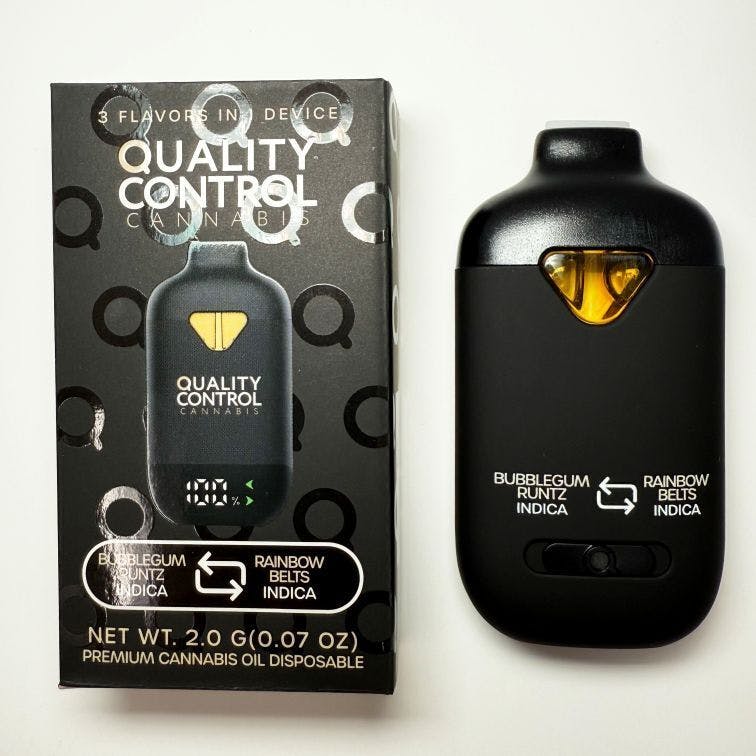 3 FLAVORS IN 1 DEVICE
QUALITY
CONTROL
CANNABIS
QUALITY
CONTROL
CANNABIS
100%
BUBBLEGUM
RUNTZ
INDICA
RAINBOW
BELTS
INDICA
NET WT. 2.0 G(0.07 OZ)
PREMIUM CANNABIS OIL DISPOSABLE
BUBBLEGUM
RUNTZ
INDICA
RAINBOW
BELTS
INDICA